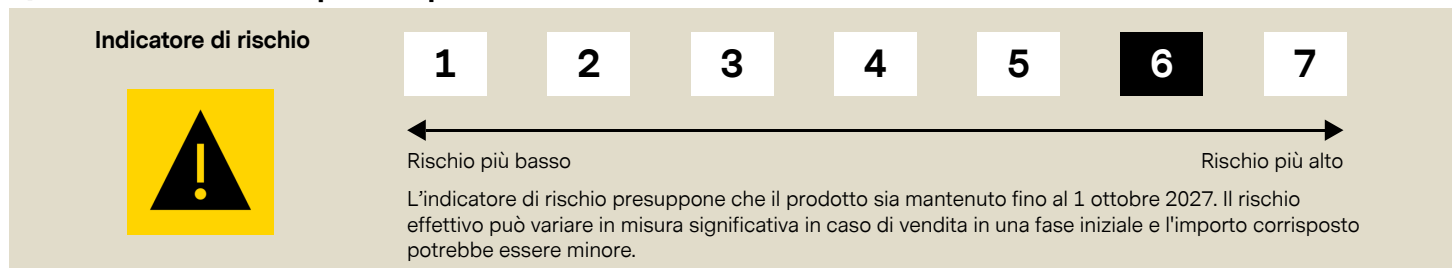 Indicatore di rischio
1 2 3 4 5 6 7
Rischio più basso Rischio più alto
L'indicatore di rischio presuppone che il prodotto sia mantenuto fino al 1 ottobre 2027. Il rischio
effettivo può variare in misura significativa in caso di vendita in una fase iniziale e l'importo corrisposto
potrebbe essere minore.